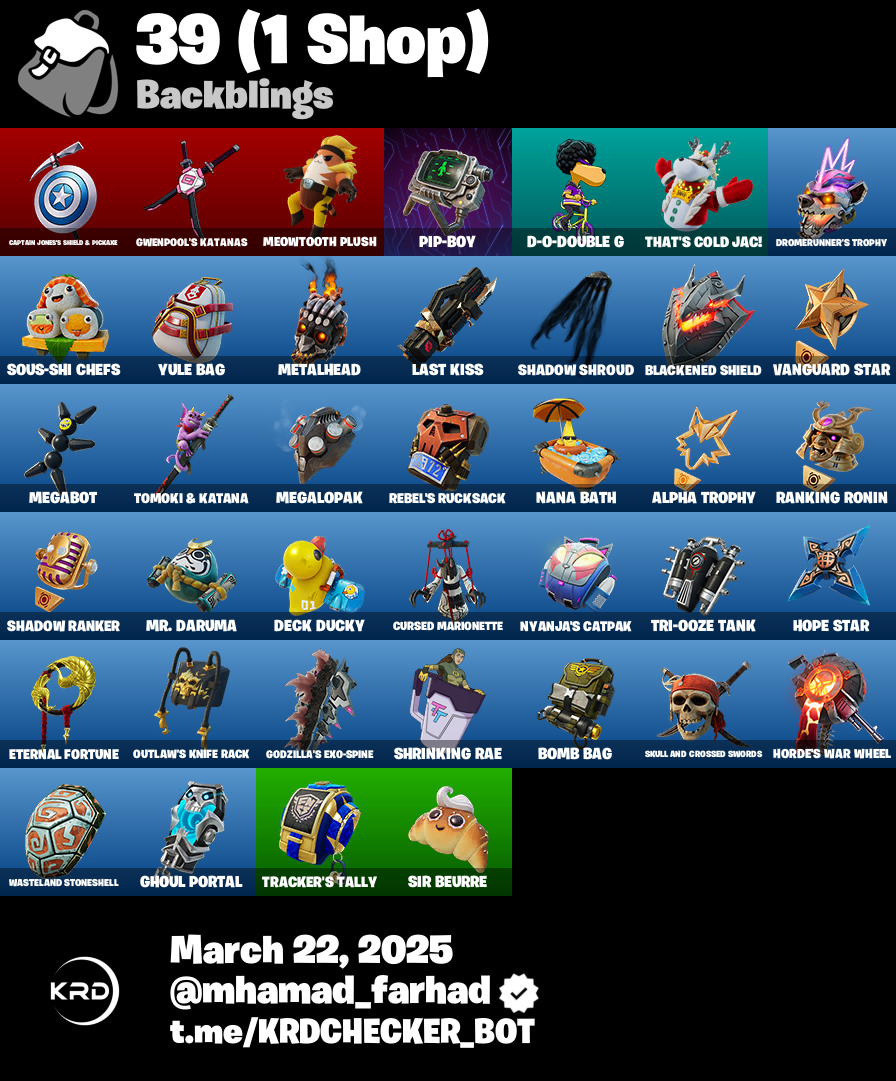 39 (1 Shop)
Backblings
CAPTAIN JONES'S SHIELD & PICKAXE
GWENPOOL'S KATANAS
MEOWTOOTH PLUSH
PIP-BOY
D-O-DOUBLE G
THAT'S COLD JAC!
DROMERUNNER'S TROPHY
SOUS-SHI CHEFS
YULE BAG
METALHEAD
LAST KISS
SHADOW SHROUD
BLACKENED SHIELD
VANGUARD STAR
MEGABOT
TOMOKI & KATANA
MEGALOPAK
REBEL'S RUCKSACK
NANA BATH
ALPHA TROPHY
RANKING RONIN
SHADOW RANKER
MR. DARUMA
DECK DUCKY
CURSED MARIONETTE
NYANJA'S CATPAK
TRI-OOZE TANK
HOPE STAR
ETERNAL FORTUNE
OUTLAW'S KNIFE RACK
GODZILLA'S EXO-SPINE
SHRINKING RAE
BOMB BAG
SKULL AND CROSSED SWORDS
HORDE'S WAR WHEEL
WASTELAND STONESHELL
GHOUL PORTAL
TRACKER'S TALLY
SIR BEURRE
KRD
March 22, 2025
@mhamad_farhad
t.me/KRDCHECKER_BOT